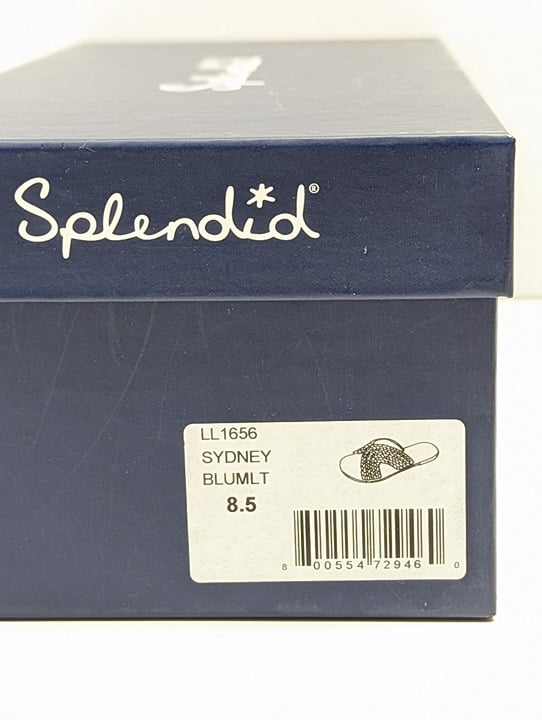 Splendid®
LL1656
SYDNEY
BLUMLT
8.5
8 00554 72946 0